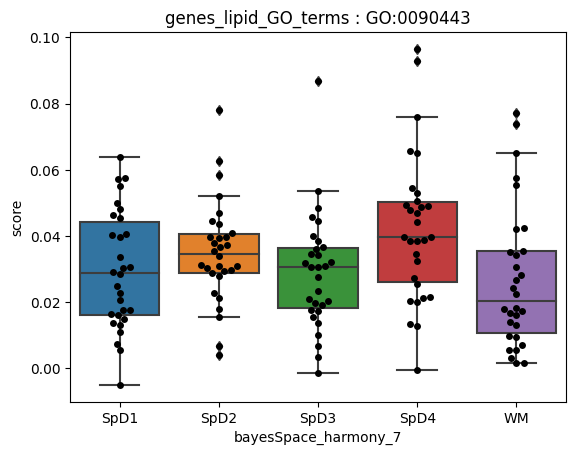 genes_lipid_GO_terms : GO:0090443
0.10
0.08
0.06
0.04
0.02
0.00
score
SpD1 SpD2 SpD3 SpD4 WM
bayesSpace_harmony_7